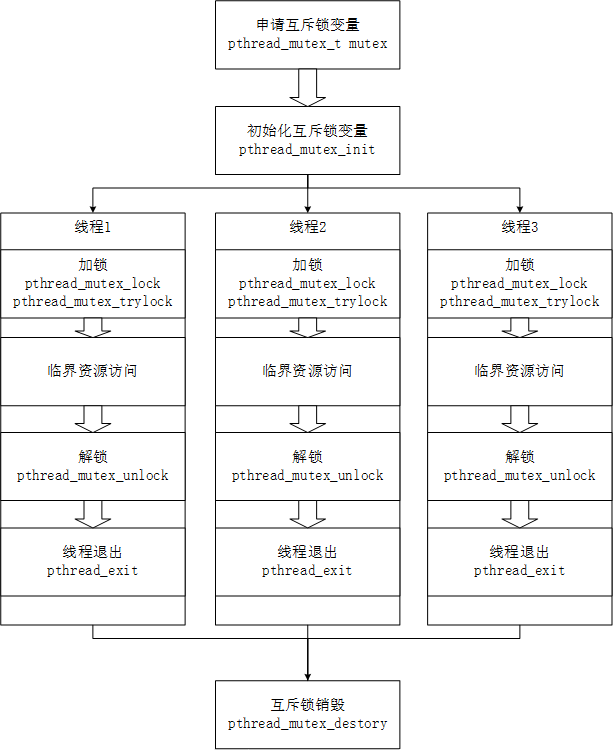 申请互斥锁变量
pthread_mutex_t mutex
初始化互斥锁变量
pthread_mutex_init
线程1
加锁
pthread_mutex_lock
pthread_mutex_trylock
临界资源访问
解锁
pthread_mutex_unlock
线程退出
pthread_exit
线程2
加锁
pthread_mutex_lock
pthread_mutex_trylock
临界资源访问
解锁
pthread_mutex_unlock
线程退出
pthread_exit
线程3
加锁
pthread_mutex_lock
pthread_mutex_trylock
临界资源访问
解锁
pthread_mutex_unlock
线程退出
pthread_exit
互斥锁销毁
pthread_mutex_destory